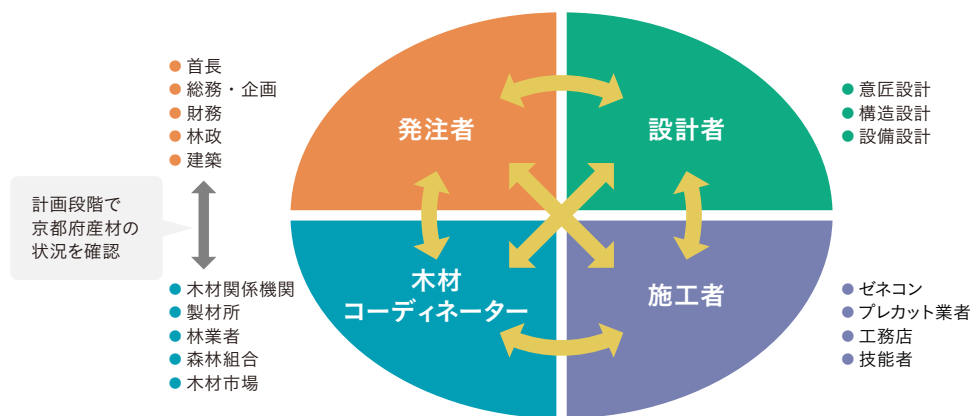 首長
総務・企画
財務
林政
建築
計画段階で
京都府産材の
状況を確認
木材関係機関
製材所
林業者
森林組合
木材市場
発注者
設計者
木材
コーディネーター
施工者
意匠設計
構造設計
設備設計
ゼネコン
プレカット業者
工務店
技能者